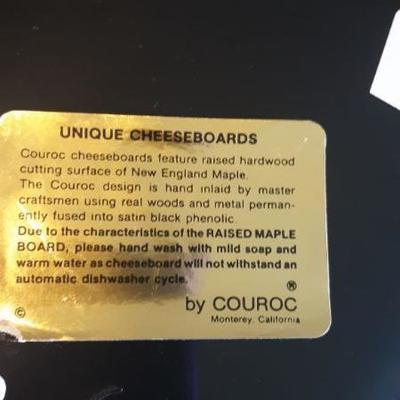 UNIQUE CHEESEBOARDS
Couroc cheeseboards feature raised hardwood
cutting surface of New England Maple.
The Couroc design is hand inlaid by master
craftsmen using real woods and metal perman-
ently fused into satin black phenolic
Due to the characteristics of the RAISED MAPLE
BOARD, please hand wash with mild soap and
warm water as cheeseboard will not withstand an
automatic dishwasher cycle.
®
© by COUROC
Monterey, California